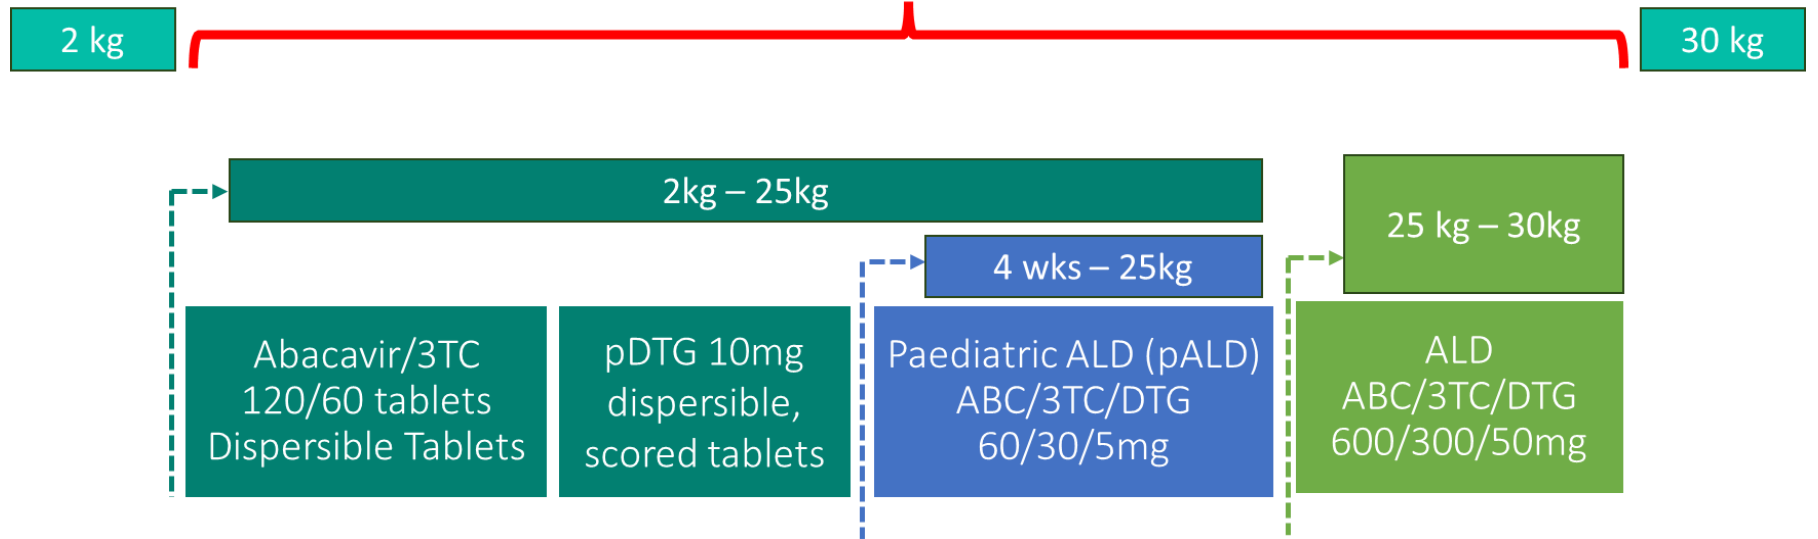 2 kg
30 kg
2kg – 25kg
25 kg – 30kg
4 wks – 25kg
Abacavir/3TC
120/60 tablets
Dispersible Tablets
pDTG 10mg
dispersible,
scored tablets
Paediatric ALD (pALD)
ABC/3TC/DTG
60/30/5mg
ALD
ABC/3TC/DTG
600/300/50mg